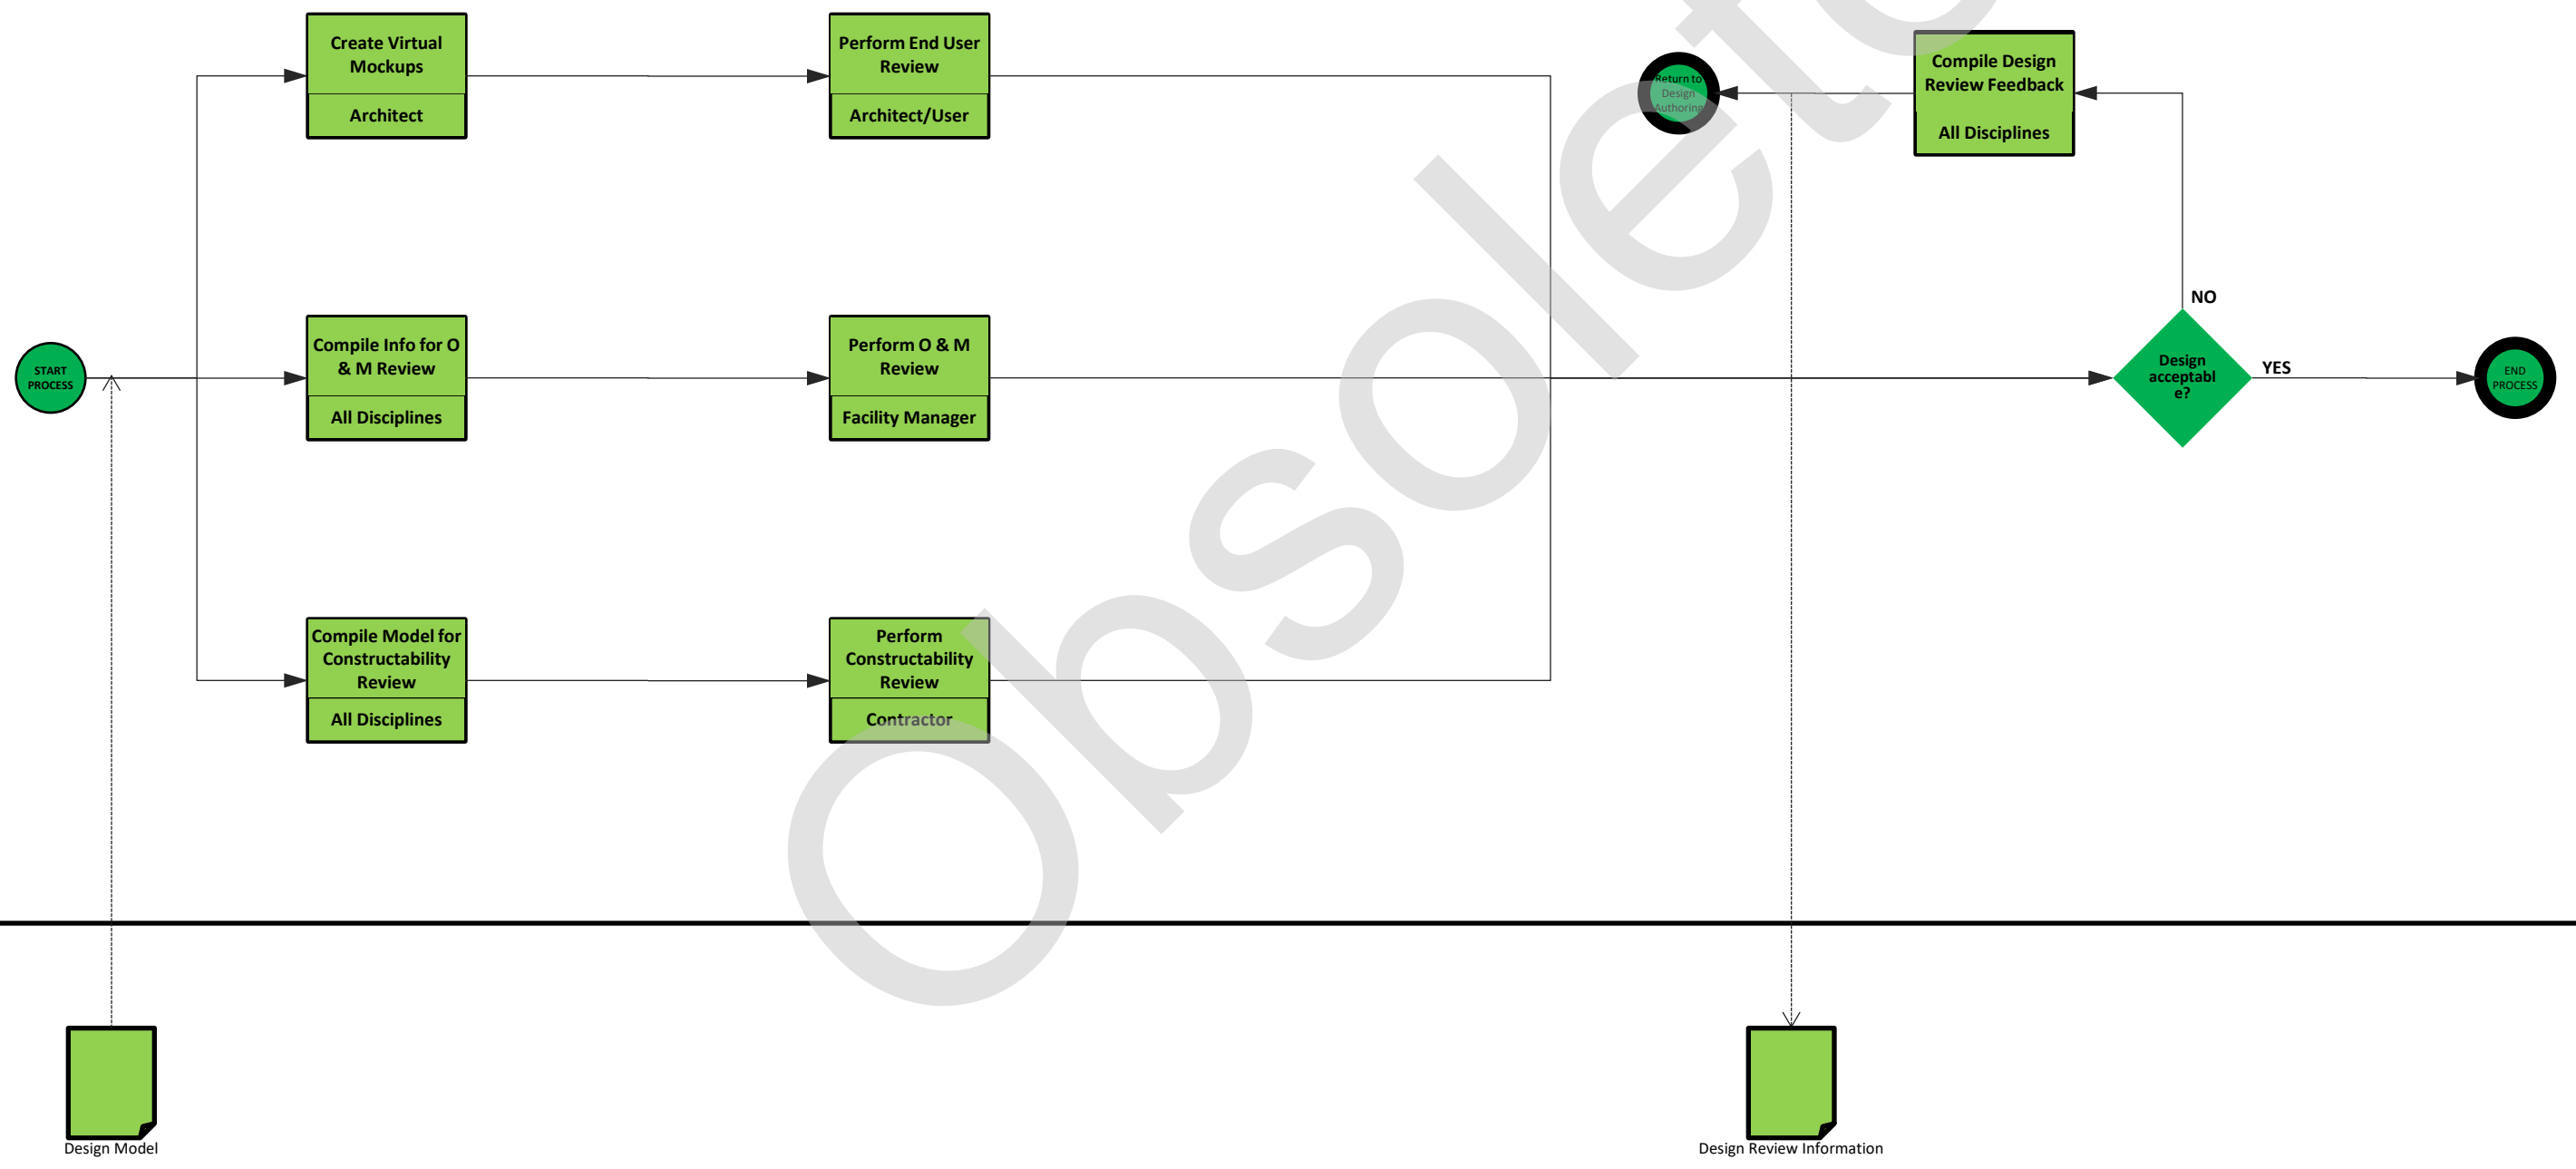 Create Virtual
Mockups
Architect
Perform End User
Review
Architect/User
Return to
Design
Authoring
Compile Design
Review Feedback
All Disciplines
START
PROCESS
Compile Info for O
& M Review
All Disciplines
Perform O & M
Review
Facility Manager
NO
Design
acceptabl
e?
YES
END
PROCESS
Compile Model for
Constructability
Review
All Disciplines
Perform
Constructability
Review
Contractor
Obsolete
Design Model
Design Review Information